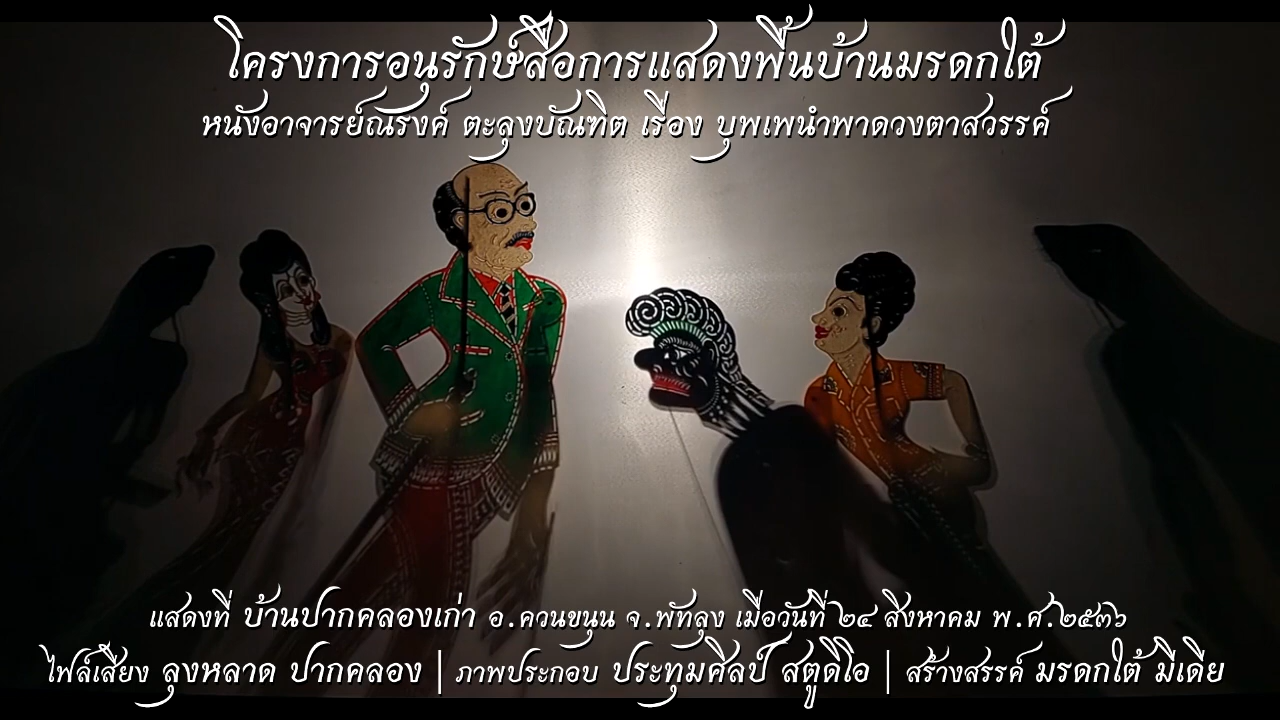 โครงการอนุรักษ์สื่อการแสดงพื้นบ้านมรดกใต้
หนังอาจารย์ณรงค์ ตะลุงบัณฑิต เรื่อง บุพเพนำพาดวงตาสวรรค์
แสดงที่ บ้านปากคลองเก่า อ.ควนขนุน จ.พัทลุง เมื่อวันที่ ๒๔ สิงหาคม พ.ศ.๒๕๓๖
ไฟล์เสียง ลุงหลาด ปากคลอง | ภาพประกอบ ประทุมศิลป์ สตูดิโอ | สร้างสรรค์ มรดกใต้ มีเดีย